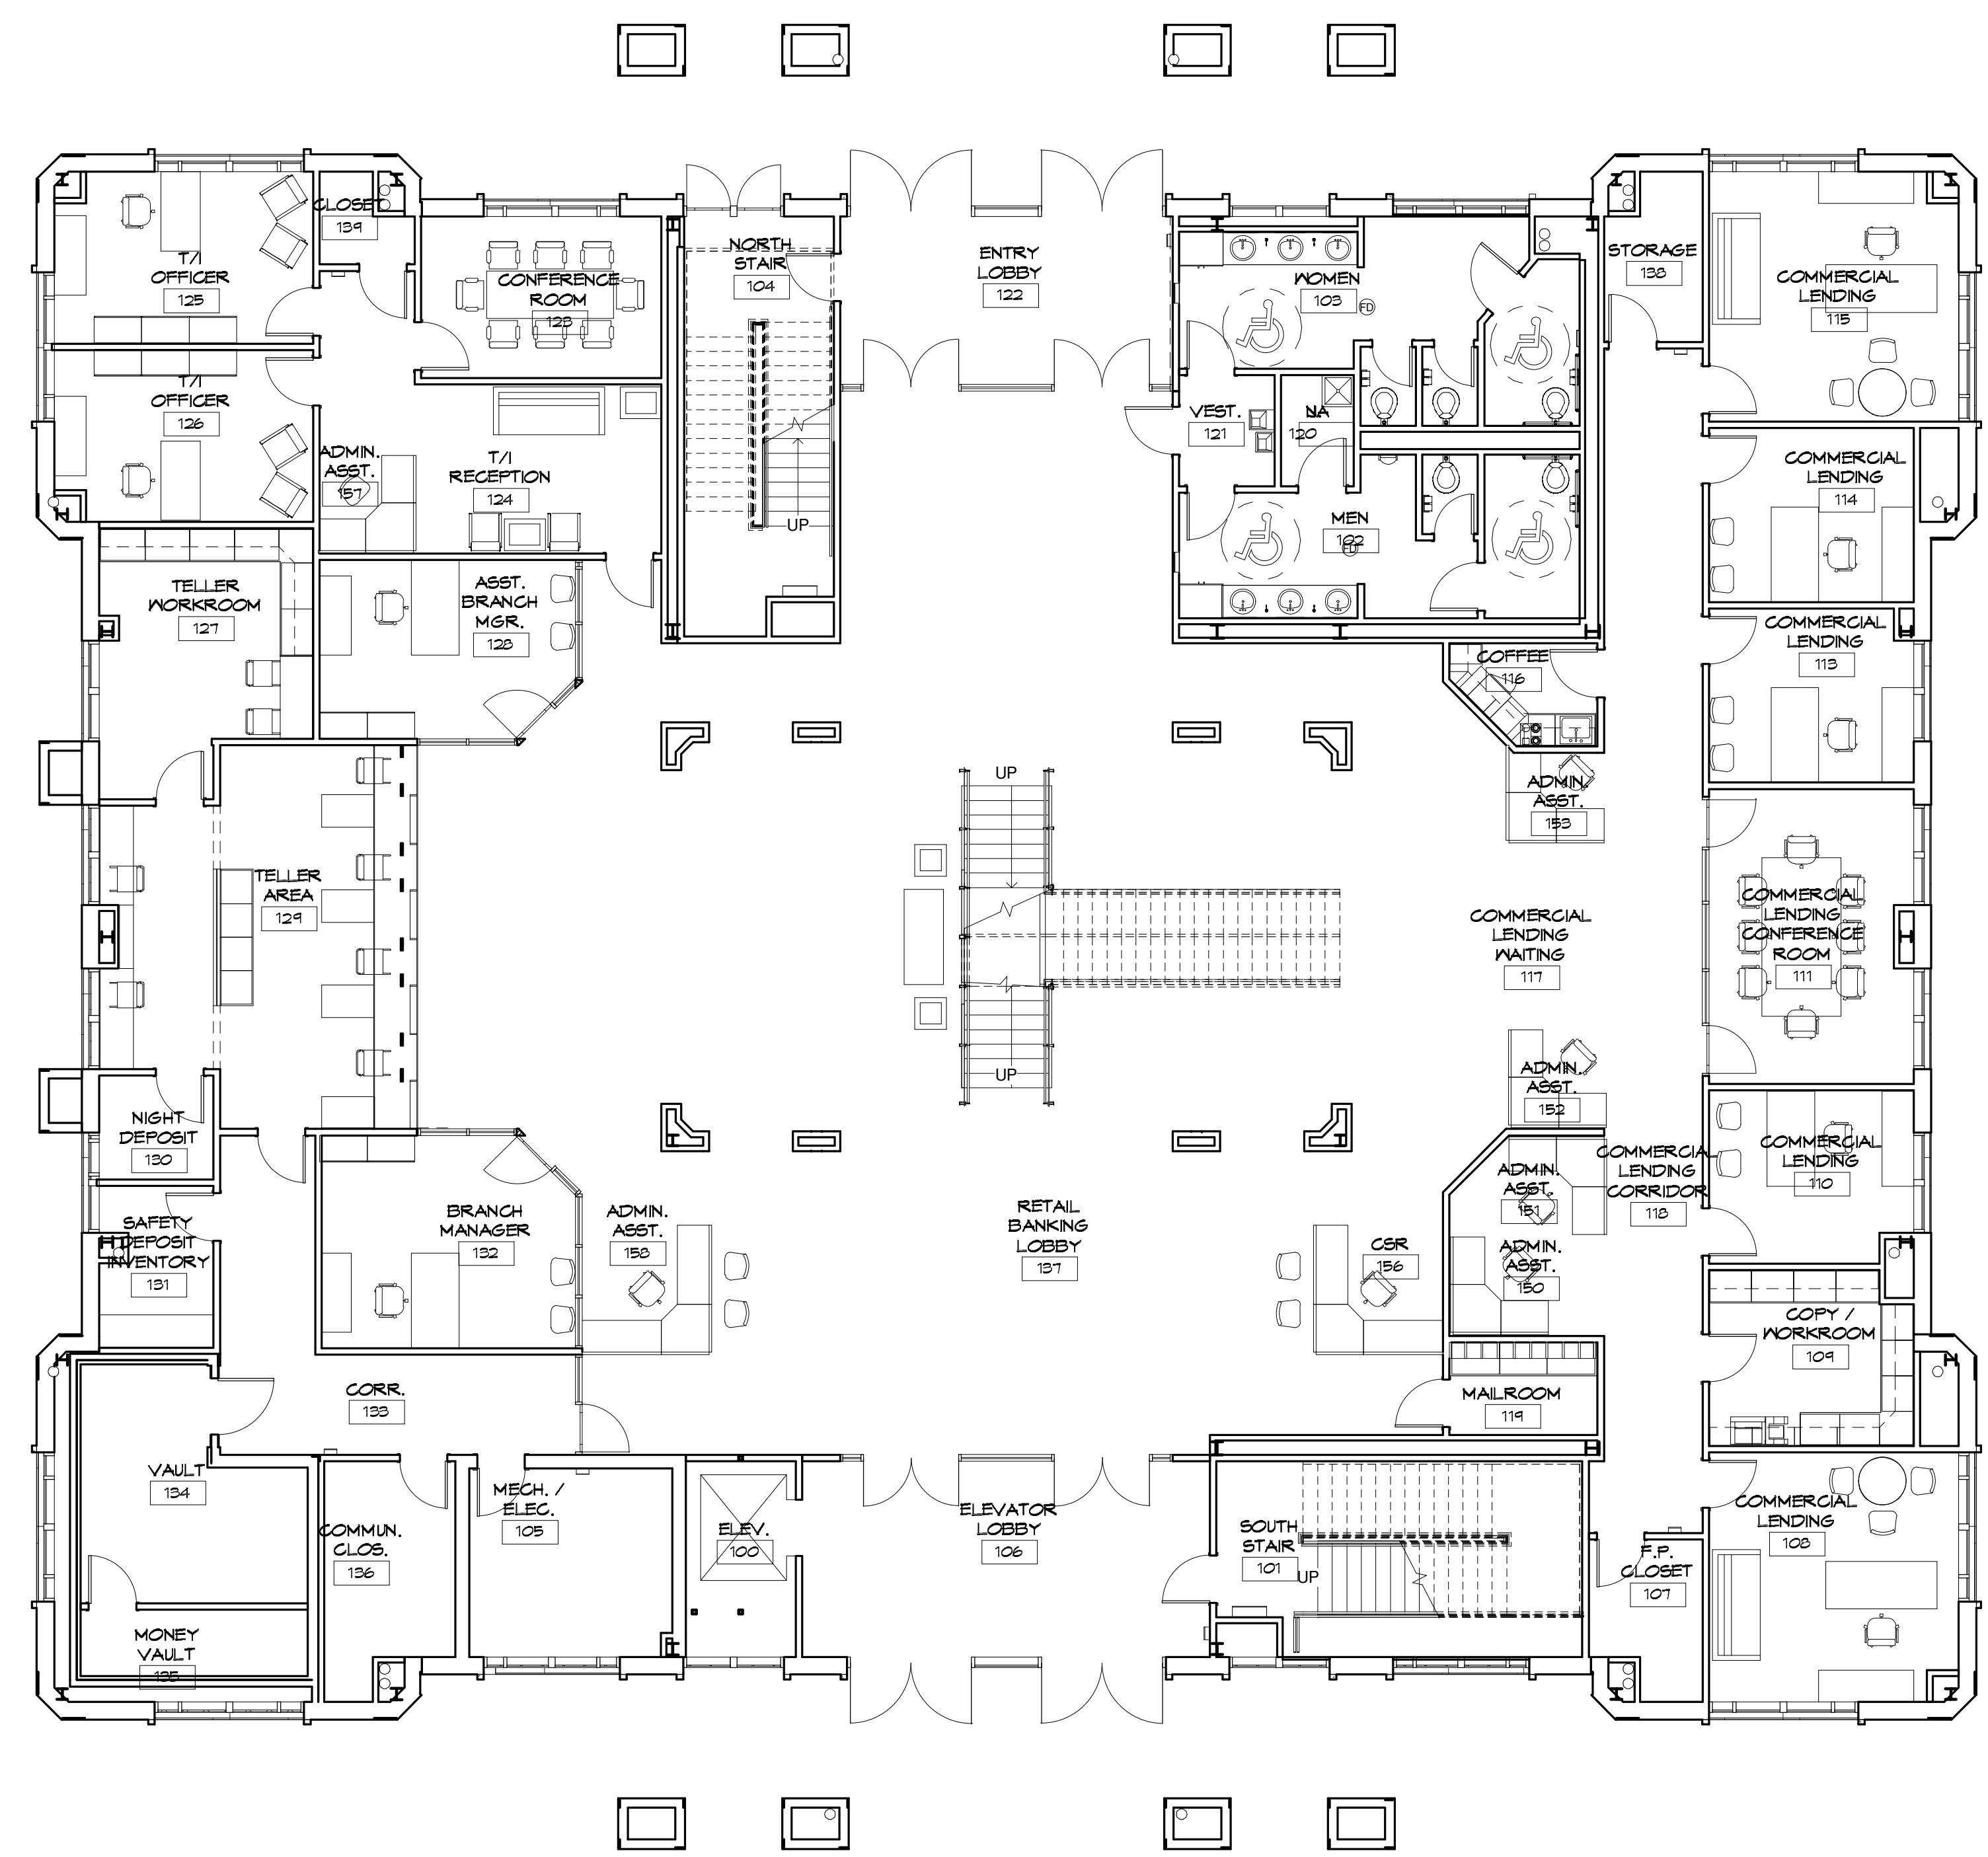 CLOSET
139
NORTH
STAIR
104
ENTRY
LOBBY
122
WOMEN
103
FD
STORAGE
138
COMMERCIAL
LENDING
115
T/I
OFFICER
125
CONFERENCE
ROOM
123
T/I
OFFICER
126
ADMIN.
ASST.
157
T/I
RECEPTION
124
UP
VEST.
121
NA
120
MEN
102
FD
COMMERCIAL
LENDING
114
TELLER
WORKROOM
127
ASST.
BRANCH
MGR.
128
COFFEE
116
COMMERCIAL
LENDING
113
UP
ADMIN.
ASST.
153
TELLER
AREA
129
COMMERCIAL
LENDING
WAITING
117
COMMERCIAL
LENDING
CONFERENCE
ROOM
111
UP
ADMIN.
ASST.
152
NIGHT
DEPOSIT
130
COMMERCIAL
LENDING
CORRIDOR
118
COMMERCIAL
LENDING
110
SAFETY
DEPOSIT
INVENTORY
131
BRANCH
MANAGER
132
ADMIN.
ASST.
158
RETAIL
BANKING
LOBBY
137
CSR
156
ADMIN.
ASST.
151
ADMIN.
ASST.
150
COPY /
WORKROOM
109
CORR.
133
MAILROOM
119
VAULT
134
MECH. /
ELEC.
105
COMMUN.
CLOS.
136
ELEV.
100
ELEVATOR
LOBBY
106
SOUTH
STAIR
101
UP
F.P.
CLOSET
107
COMMERCIAL
LENDING
108
MONEY
VAULT
135